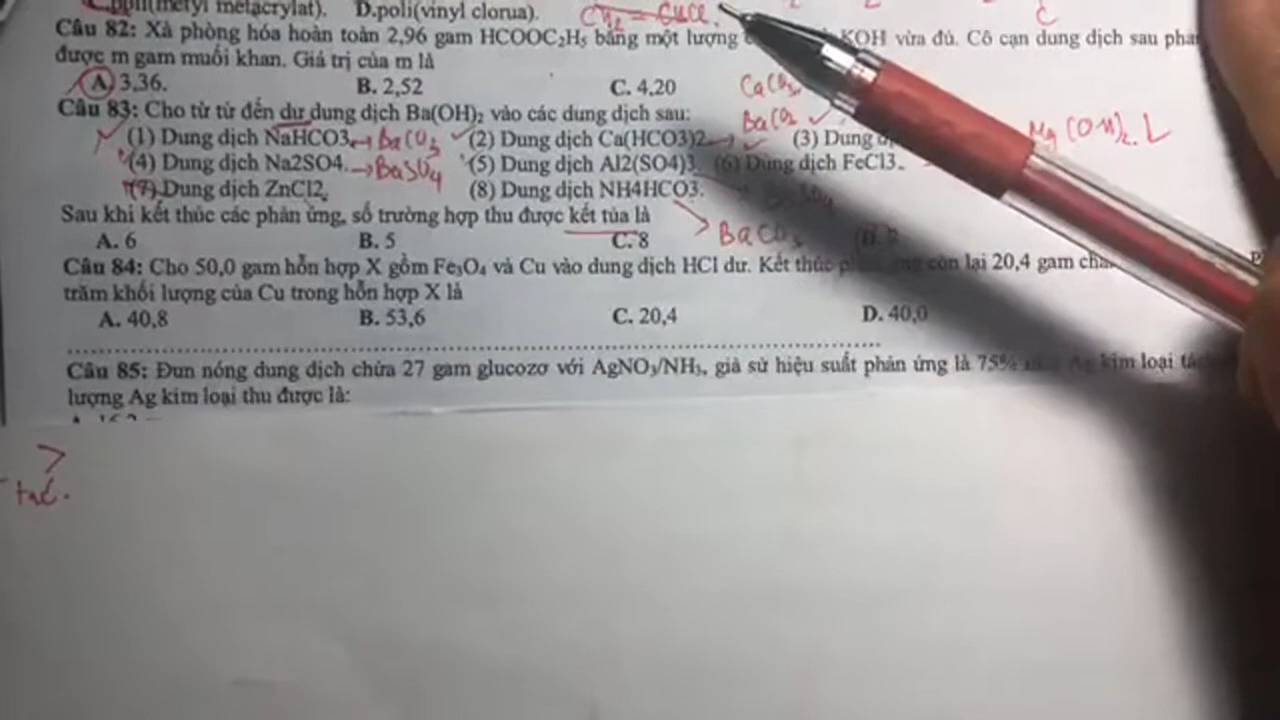 (metyl metacrylat). D.poli(vinyl clorua).
Câu 82: Xà phòng hóa hoàn toàn 2,96 gam HCOOC₂H₅ bằng một lượng KOH vừa đủ. Cô cạn dung dịch sau
được m gam muối khan. Giá trị của m là
A. 3,36. B. 2,52 C. 4,20
Câu 83: Cho từ từ đến dư dung dịch Ba(OH)₂ vào các dung dịch sau:
(1) Dung dịch NaHCO3. → BaCO3 (2) Dung dịch Ca(HCO3)2 (3) Dung
CaCO3
BaCO3
Mg(OH)2
(4) Dung dịch Na2SO4. → BaSO4 (5) Dung dịch Al2(SO4)3. (6) Dung dịch FeCl3.
(7) Dung dịch ZnCl2. (8) Dung dịch NH4HCO3.
Sau khi kết thúc các phản ứng, số trường hợp thu được kết tủa là
BaCO3
A. 6 B. 5 C. 8
Câu 84: Cho 50,0 gam hỗn hợp X gồm Fe₃O₄ và Cu vào dung dịch HCl dư. Kết thúc còn lại 20,4 gam
trăm khối lượng của Cu trong hỗn hợp X là
A. 40,8 B. 53,6 C. 20,4 D. 40,0
Câu 85: Đun nóng dung dịch chứa 27 gam glucozơ với AgNO₃/NH₃, giả sử hiệu suất phản ứng là 75% Ag kim loại
lượng Ag kim loại thu được là: